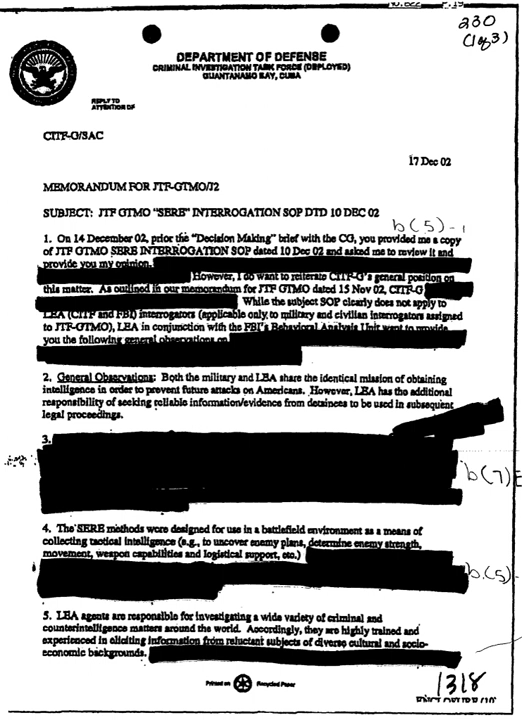 230
(1of3)
DEPARTMENT OF DEFENSE
CRIMINAL INVESTIGATION TASK FORCE (DEPLOYED)
GUANTANAMO BAY, CUBA
REPLY TO
ATTENTION OF
CITF-G/SAC
17 Dec 02
MEMORANDUM FOR JTF-GTMO/J2
SUBJECT: JTF GTMO "SERE" INTERROGATION SOP DTD 10 DEC 02
b(5)-1
1. On 14 December 02, prior the "Decision Making" brief with the CG, you provided me a copy
of JTF GTMO SERE INTERROGATION SOP dated 10 Dec 02 and asked me to review it and
provide you my opinion.
However, I do want to reiterate CITF-G's general position on
this matter. As outlined in our memorandum for JTF GTMO dated 15 Nov 02, CITF-G
While the subject SOP clearly does not apply to
LEA (CITF and FBI) interrogators (applicable only to military and civilian interrogators assigned
to JTF-GTMO), LEA in conjunction with the FBI's Behavioral Analysis Unit want to provide
you the following general observations on
2. General Observations: Both the military and LEA share the identical mission of obtaining
intelligence in order to prevent future attacks on Americans. However, LEA has the additional
responsibility of seeking reliable information/evidence from detainees to be used in subsequent
legal proceedings.
3.
b(7)E
4. The SERE methods were designed for use in a battlefield environment as a means of
collecting tactical intelligence (e.g., to uncover enemy plans, determine enemy strength,
movement, weapon capabilities and logistical support, etc.)
b(5)-
5. LEA agents are responsible for investigating a wide variety of criminal and
counterintelligence matters around the world. Accordingly, they are highly trained and
experienced in eliciting information from reluctant subjects of diverse cultural and socio-
economic backgrounds.
Printed on Recycled Paper
1318